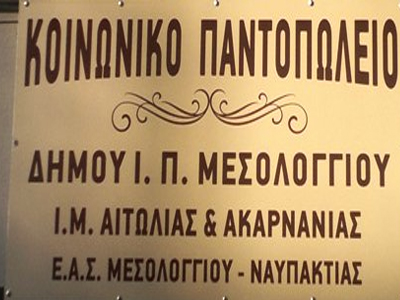 ΚΟΙΝΩΝΙΚΟ ΠΑΝΤΟΠΩΛΕΙΟ
ΔΗΜΟΥ Ι. Π. ΜΕΣΟΛΟΓΓΙΟΥ
Ι.Μ. ΑΙΤΩΛΙΑΣ & ΑΚΑΡΝΑΝΙΑΣ
Ε.Α.Σ. ΜΕΣΟΛΟΓΓΙΟΥ - ΝΑΥΠΑΚΤΙΑΣ